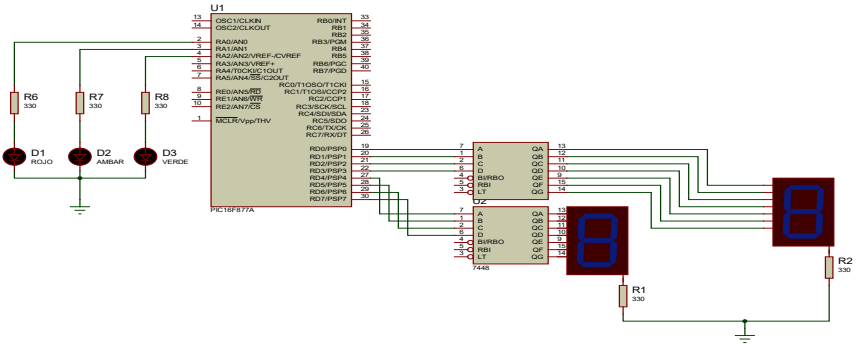 U1
13 OSC1/CLKIN
14 OSC2/CLKOUT
2 RA0/AN0
3 RA1/AN1
4 RA2/AN2/VREF-/CVREF
5 RA3/AN3/VREF+
6 RA4/T0CKI/C1OUT
7 RA5/AN4/SS/C2OUT
8 RE0/AN5/RD
9 RE1/AN6/WR
10 RE2/AN7/CS
1 MCLR/Vpp/THV
RB0/INT 33
RB1 34
RB2 35
RB3/PGM 36
RB4 37
RB5 38
RB6/PGC 39
RB7/PGD 40
RC0/T1OSO/T1CKI 15
RC1/T1OSI/CCP2 16
RC2/CCP1 17
RC3/SCK/SCL 18
RC4/SDI/SDA 23
RC5/SDO 24
RC6/TX/CK 25
RC7/RX/DT 26
RD0/PSP0 19
RD1/PSP1 20
RD2/PSP2 21
RD3/PSP3 22
RD4/PSP4 27
RD5/PSP5 28
RD6/PSP6 29
RD7/PSP7 30
PIC16F877A
R6
330
R7
330
R8
330
D1
ROJO
D2
AMBAR
D3
VERDE
7 A QA 13
1 B QB 12
2 C QC 11
6 D QD 10
4 BI/RBO QE 9
5 RBI QF 15
3 LT QG 14
U2
7 A QA 13
1 B QB 12
2 C QC 11
6 D QD 10
4 BI/RBO QE 9
5 RBI QF 15
3 LT QG 14
7448
R1
330
R2
330